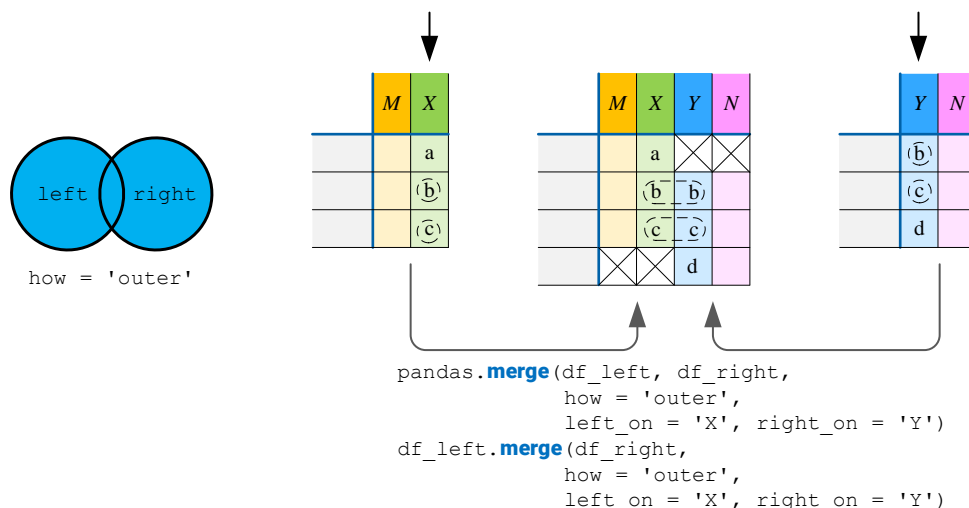 M X
a
b
c
left right
how = 'outer'
M X Y N
a
b b
c c
d
Y N
b
c
d
pandas.merge(df_left, df_right,
how = 'outer',
left_on = 'X', right_on = 'Y')
df_left.merge(df_right,
how = 'outer',
left_on = 'X', right_on = 'Y')